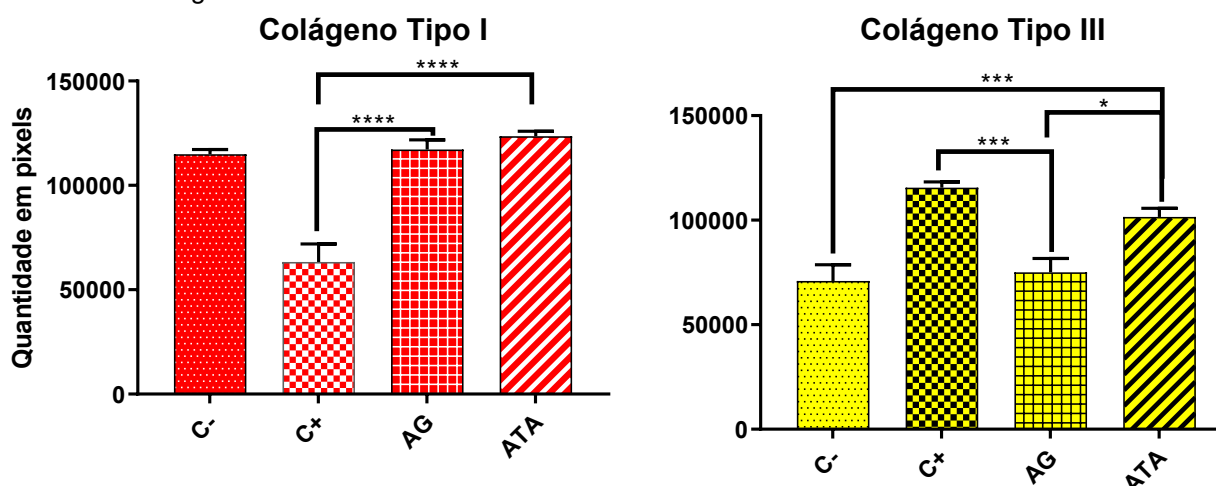 Colágeno Tipo I
Quantidade em pixels
150000
100000
50000
0
****
****
C-
C+
AG
ATA
Colágeno Tipo III
150000
100000
50000
0
***
*
***
C-
C+
AG
ATA